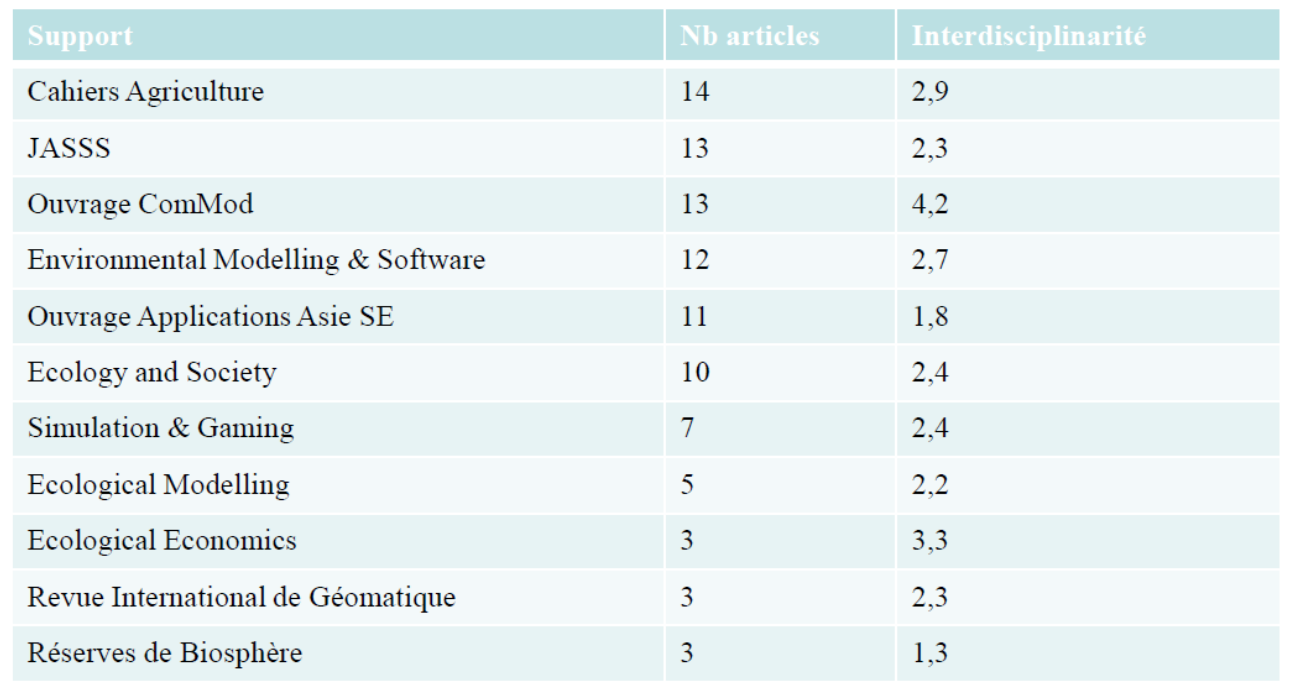 Support Nb articles Interdisciplinarité
Cahiers Agriculture 14 2,9
JASSS 13 2,3
Ouvrage ComMod 13 4,2
Environmental Modelling & Software 12 2,7
Ouvrage Applications Asie SE 11 1,8
Ecology and Society 10 2,4
Simulation & Gaming 7 2,4
Ecological Modelling 5 2,2
Ecological Economics 3 3,3
Revue International de Géomatique 3 2,3
Réserves de Biosphère 3 1,3